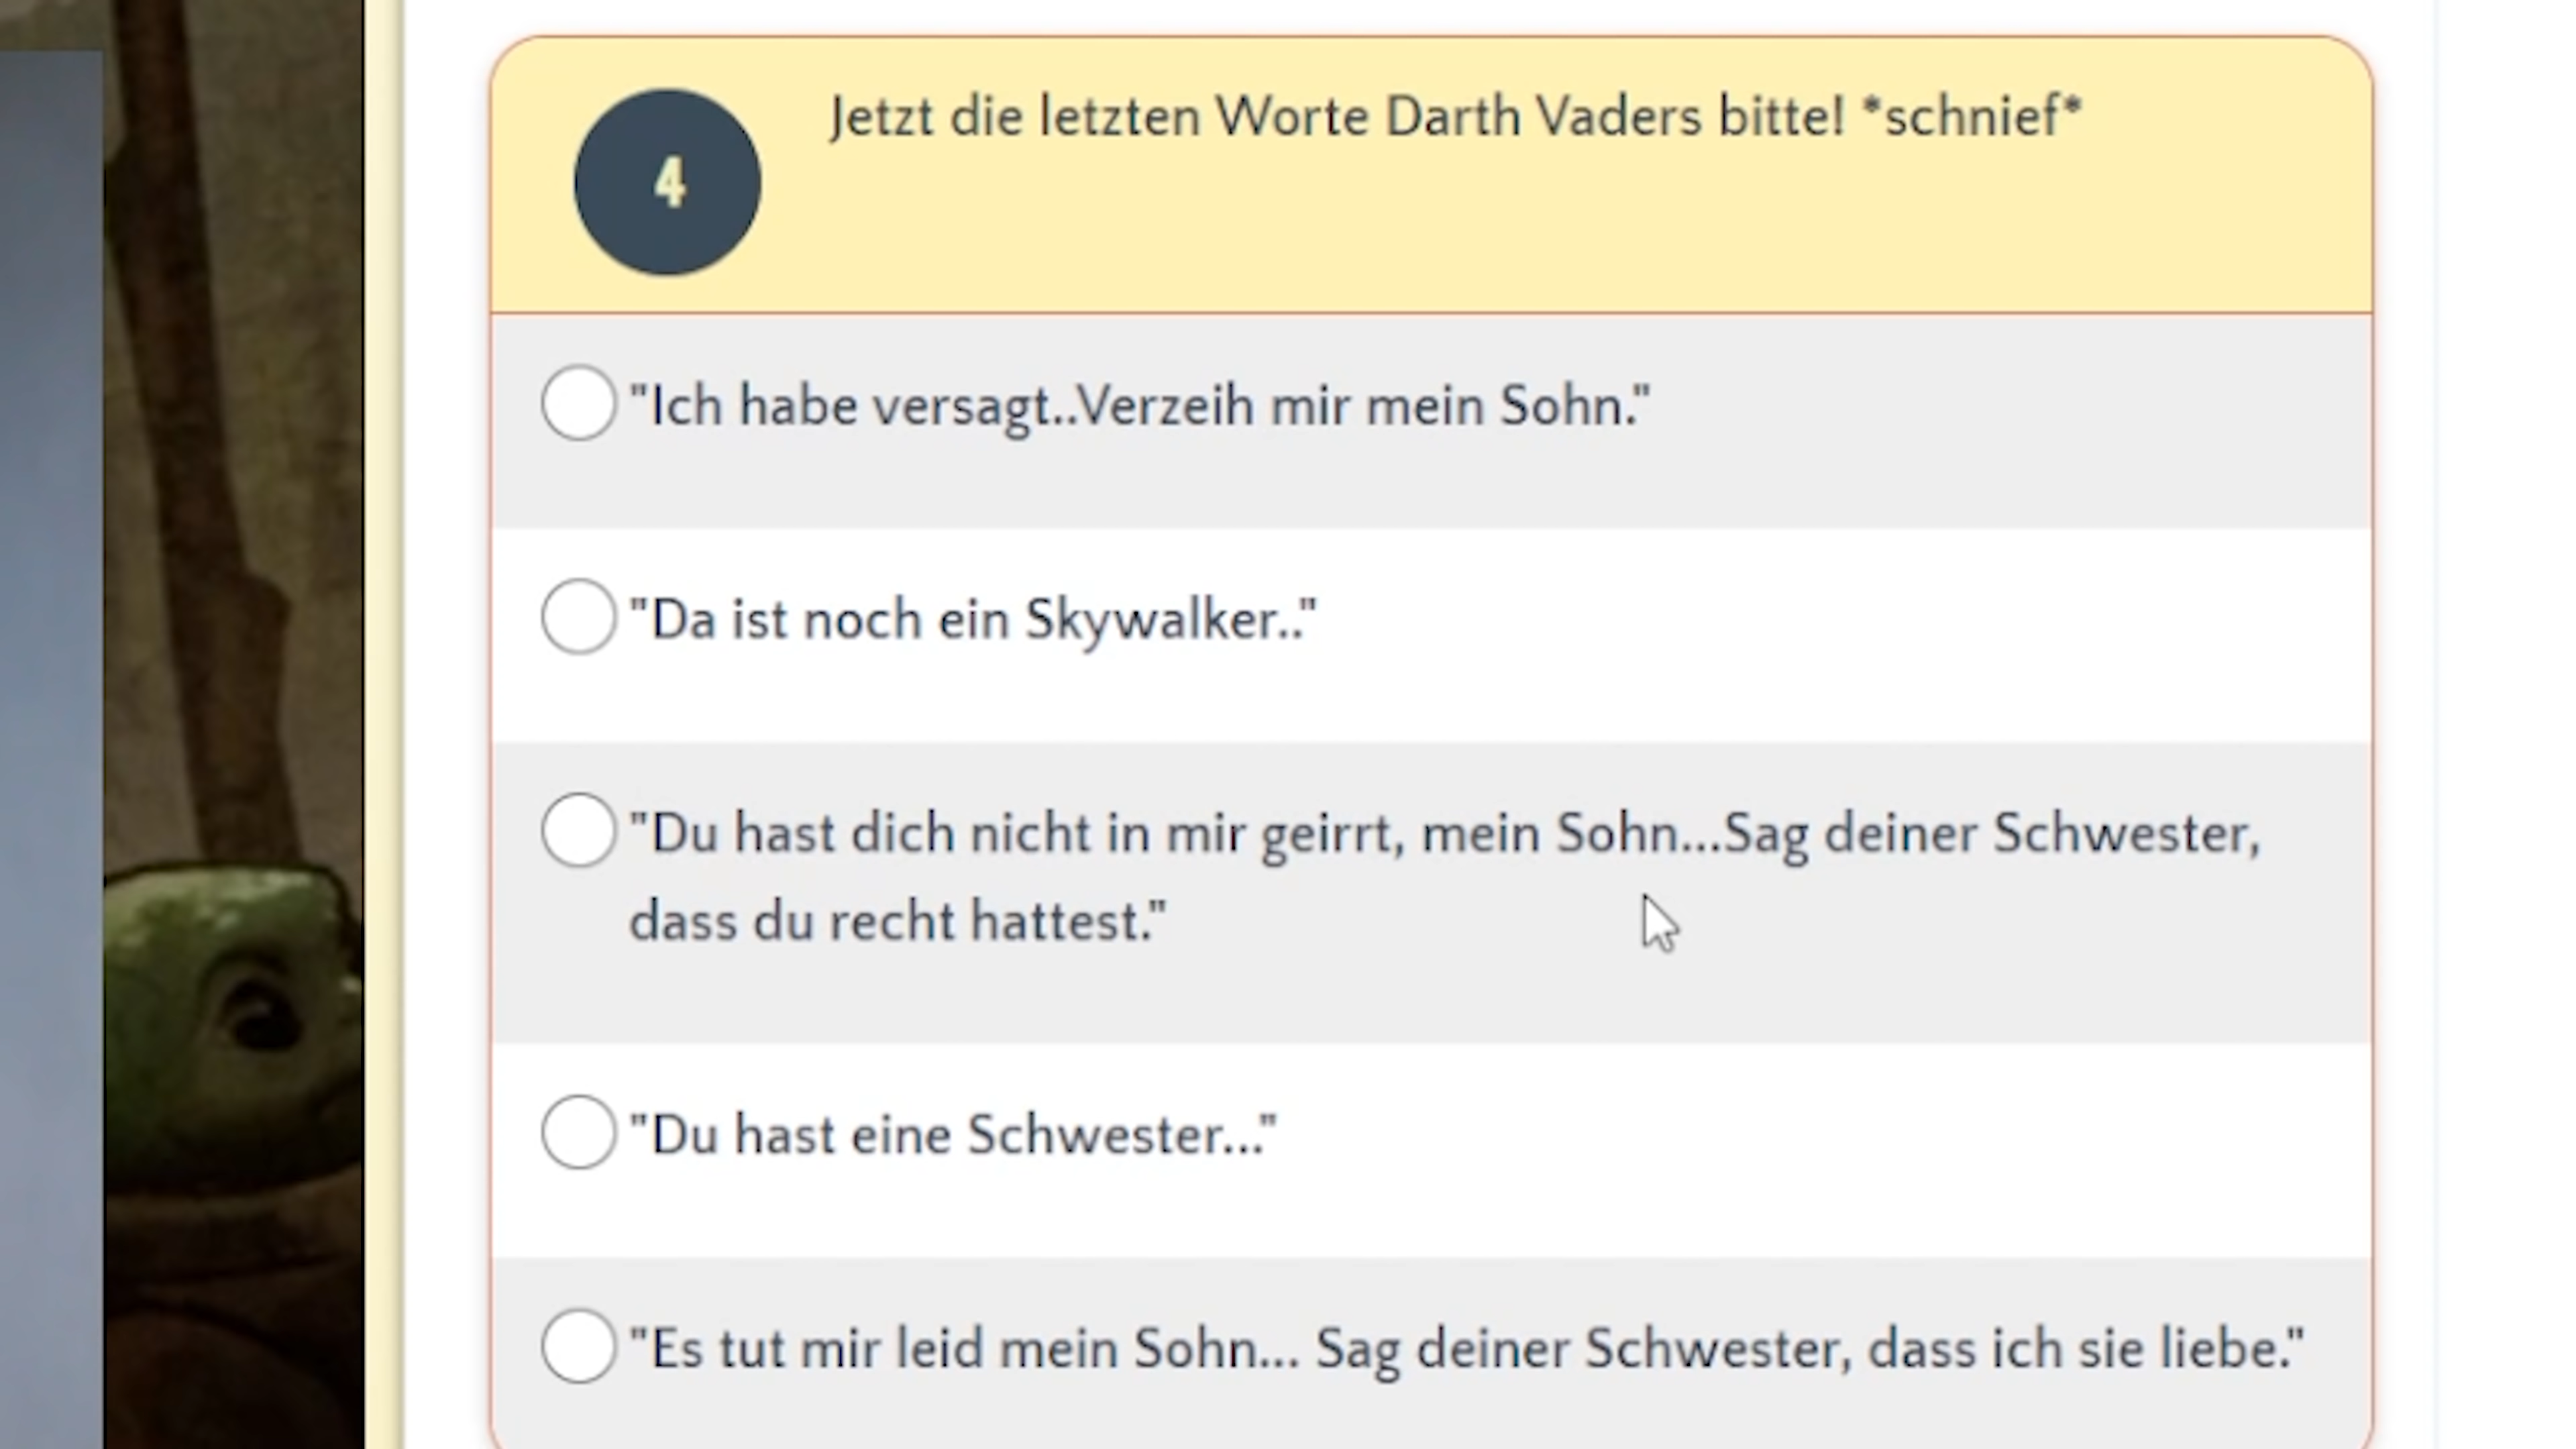 4
Jetzt die letzten Worte Darth Vaders bitte! *schnief*
"Ich habe versagt..Verzeih mir mein Sohn."
"Da ist noch ein Skywalker.."
"Du hast dich nicht in mir geirrt, mein Sohn...Sag deiner Schwester,
dass du recht hattest."
"Du hast eine Schwester..."
"Es tut mir leid mein Sohn... Sag deiner Schwester, dass ich sie liebe."